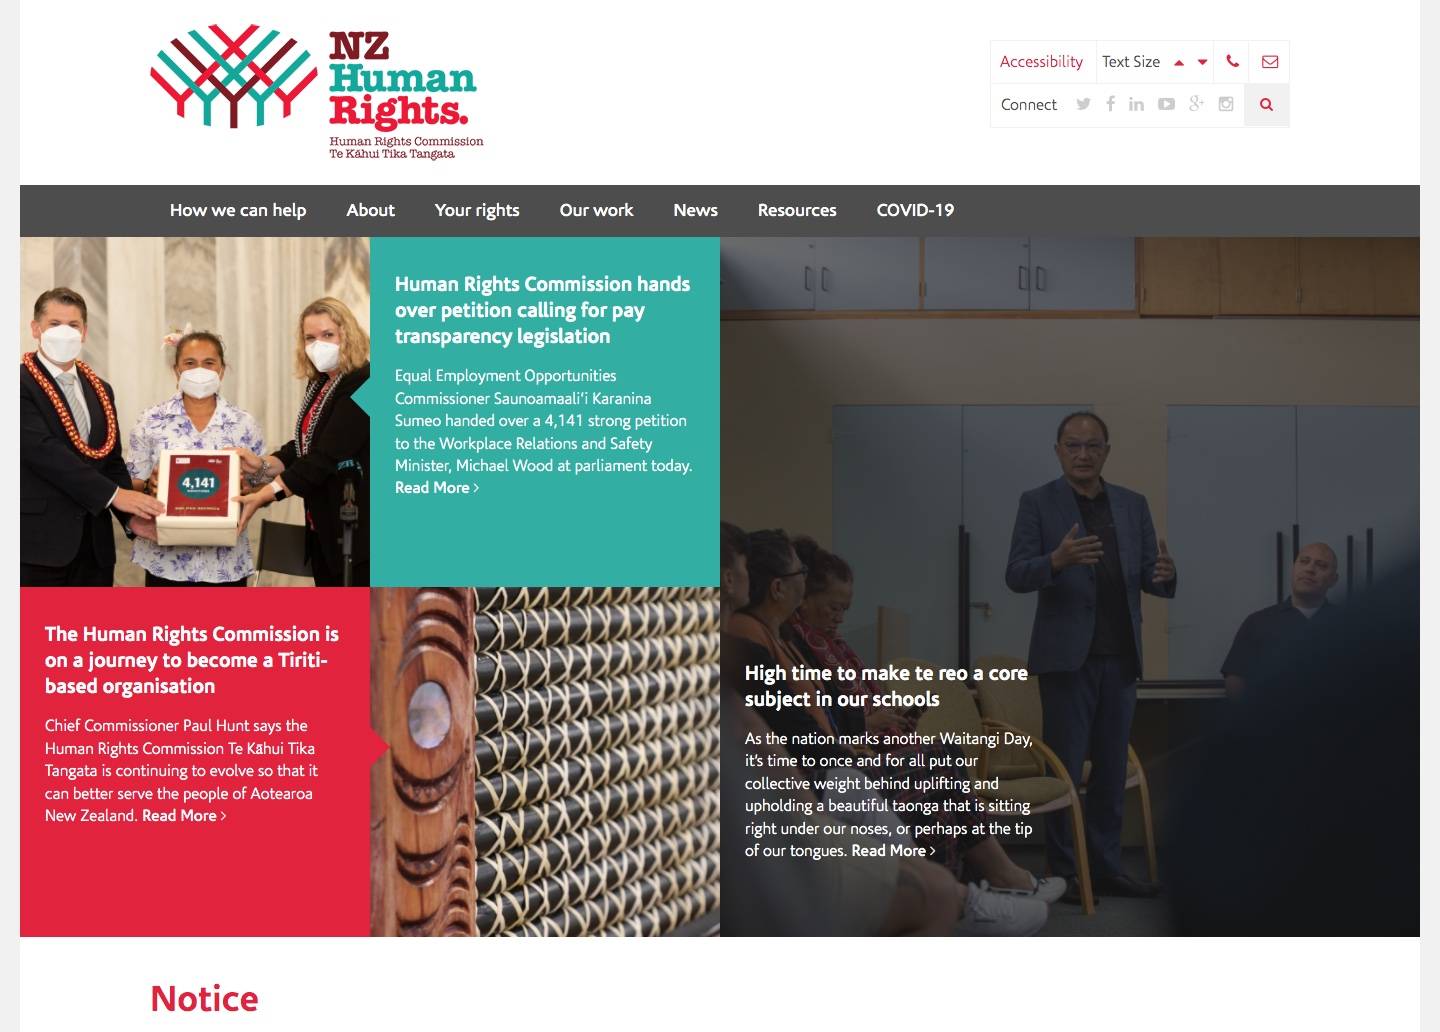 NZ
Human
Rights.
Human Rights Commission
Te Kāhui Tika Tangata
Accessibility
Text Size
Connect
How we can help
About
Your rights
Our work
News
Resources
COVID-19
4,141
Human Rights Commission hands
over petition calling for pay
transparency legislation
Equal Employment Opportunities
Commissioner Saunoamaali'i Karanina
Sumeo handed over a 4,141 strong petition
to the Workplace Relations and Safety
Minister, Michael Wood at parliament today.
Read More >
The Human Rights Commission is
on a journey to become a Tiriti-
based organisation
Chief Commissioner Paul Hunt says the
Human Rights Commission Te Kāhui Tika
Tangata is continuing to evolve so that it
can better serve the people of Aotearoa
New Zealand. Read More >
High time to make te reo a core
subject in our schools
As the nation marks another Waitangi Day,
it's time to once and for all put our
collective weight behind uplifting and
upholding a beautiful taonga that is sitting
right under our noses, or perhaps at the tip
of our tongues. Read More >
Notice